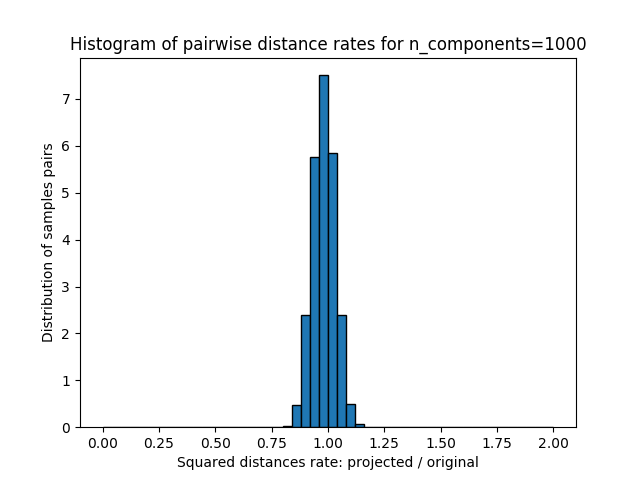 Histogram of pairwise distance rates for n_components=1000
7
6
5
4
3
2
1
0
Distribution of samples pairs
0.00 0.25 0.50 0.75 1.00 1.25 1.50 1.75 2.00
Squared distances rate: projected / original